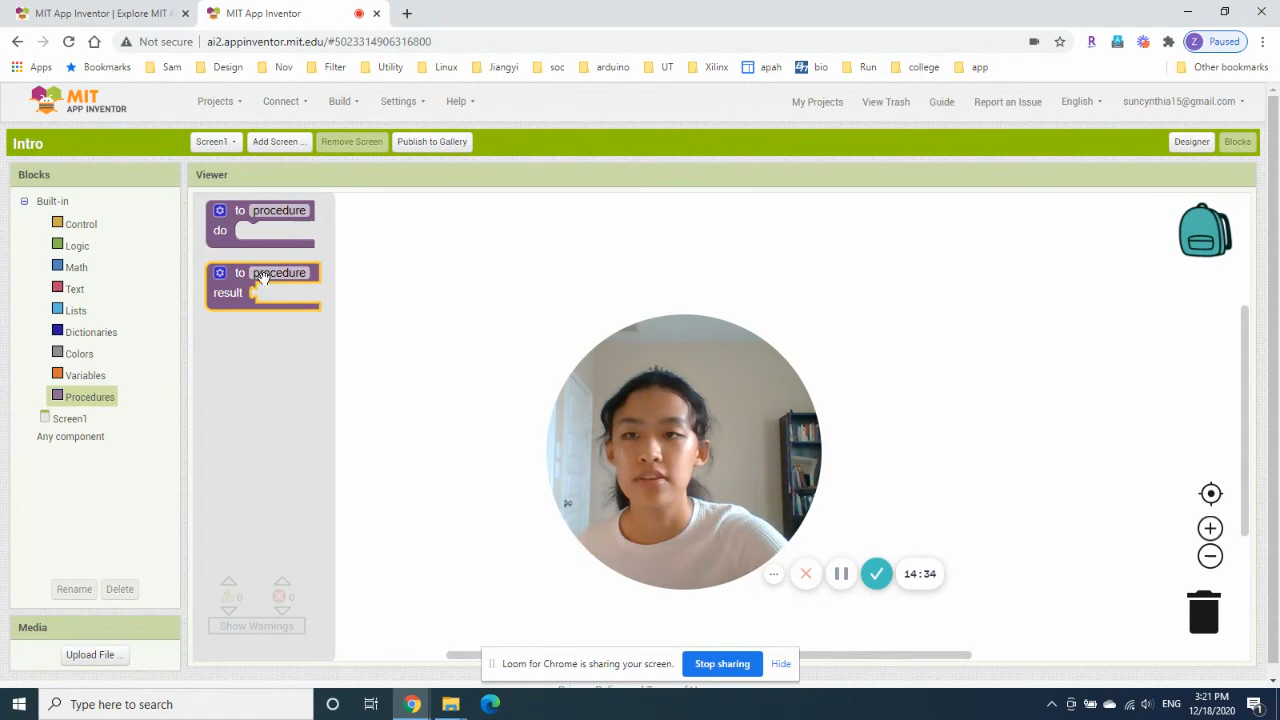 MIT App Inventor | Explore MIT A
MIT App Inventor
Not secure | ai2.appinventor.mit.edu/#5023314906316800
Z Paused
Apps Bookmarks Sam Design Nov Filter Utility Linux Jiangyi soc arduino UT Xilinx apah bio Run college app Other bookmarks
MIT
APP INVENTOR
Projects Connect Build Settings Help My Projects View Trash Guide Report an Issue English suncynthia15@gmail.com
Intro Screen1 Add Screen ... Remove Screen Publish to Gallery Designer Blocks
Blocks
Viewer
Built-in
Control
Logic
Math
Text
Lists
Dictionaries
Colors
Variables
Procedures
Screen1
Any component
Rename Delete
Media
Upload File ...
to procedure
do
to procedure
result
0 0
Show Warnings
14:34
Loom for Chrome is sharing your screen. Stop sharing Hide
Type here to search
ENG
3:21 PM
12/18/2020
1